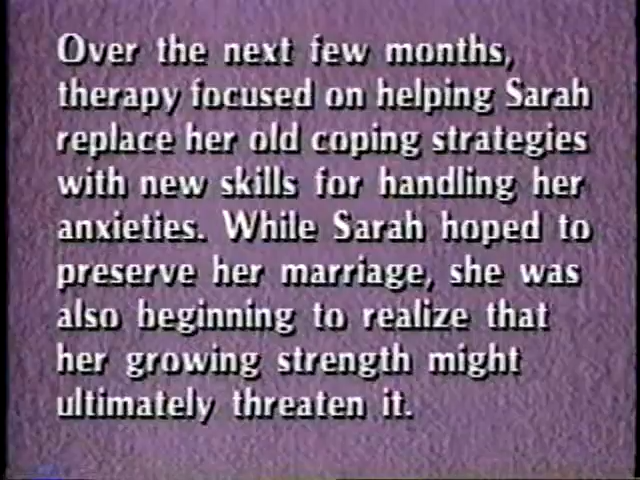 Over the next few months,
therapy focused on helping Sarah
replace her old coping strategies
with new skills for handling her
anxieties. While Sarah hoped to
preserve her marriage, she was
also beginning to realize that
her growing strength might
ultimately threaten it.